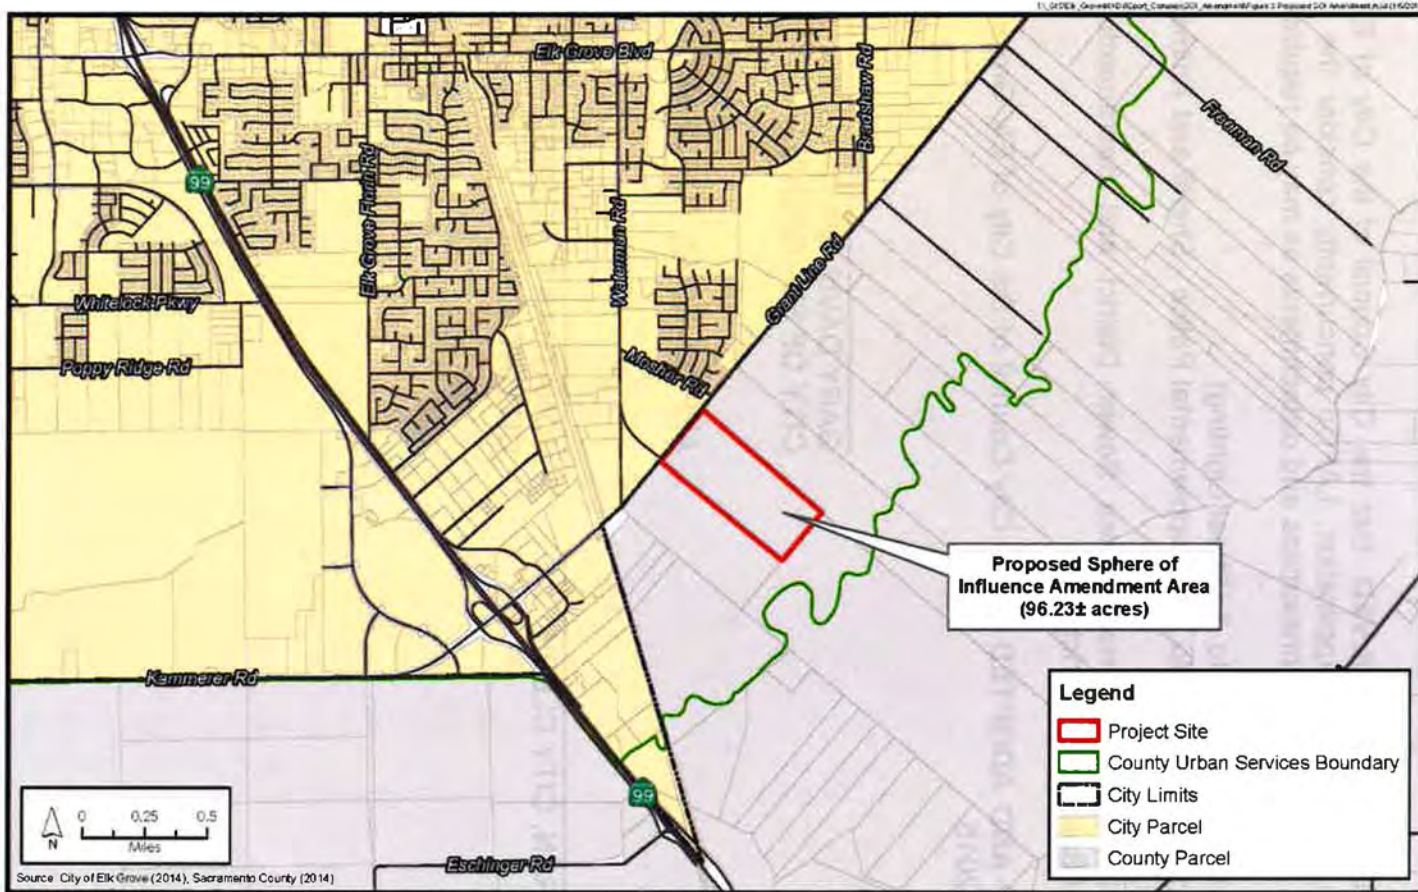 Elk Grove Blvd
Bradshaw Rd
Freeman Rd
99
Elk Grove Florin Rd
Waterman Rd
Grant Line Rd
Whitelock Pkwy
Poppy Ridge Rd
Mosher Rd
Proposed Sphere of
Influence Amendment Area
(96.23± acres)
Kammerer Rd
Legend
Project Site
County Urban Services Boundary
City Limits
City Parcel
County Parcel
99
0 0.25 0.5
Miles
N
Eschinger Rd
Source: City of Elk Grove (2014), Sacramento County (2014)